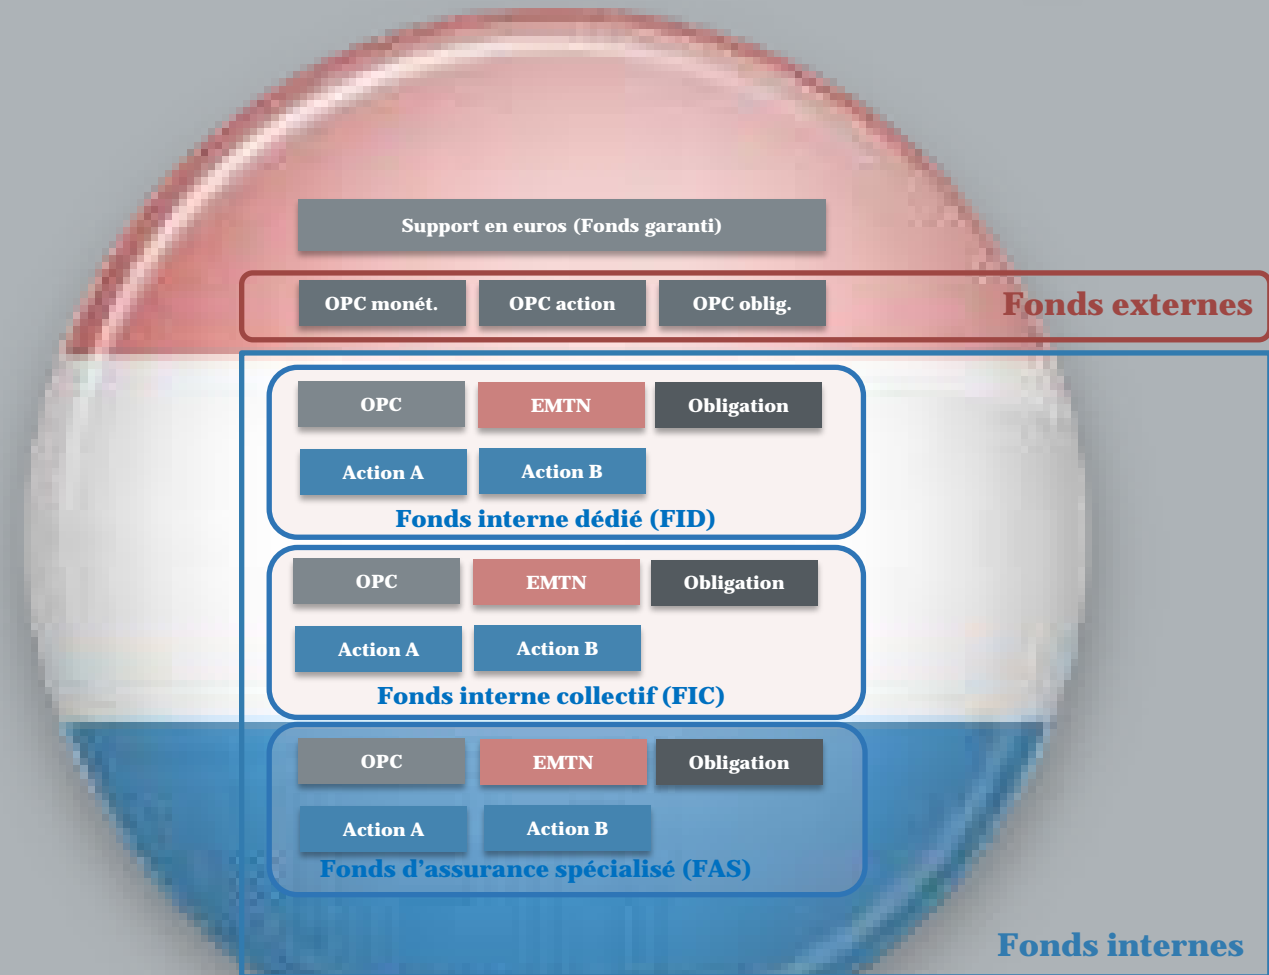 Support en euros (Fonds garanti)
OPC monét.
OPC action
OPC oblig.
Fonds externes
OPC
EMTN
Obligation
Action A
Action B
Fonds interne dédié (FID)
OPC
EMTN
Obligation
Action A
Action B
Fonds interne collectif (FIC)
OPC
EMTN
Obligation
Action A
Action B
Fonds d'assurance spécialisé (FAS)
Fonds internes